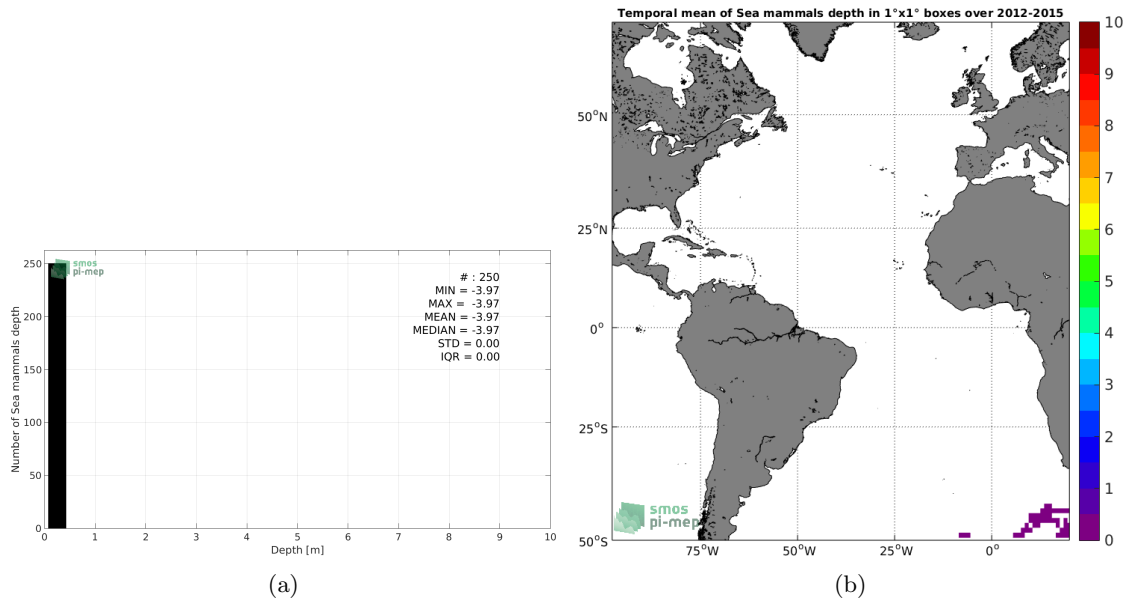 Temporal mean of Sea mammals depth in 1°x1° boxes over 2012-2015
Number of Sea mammals depth
250
200
150
100
50
0
smos
pi-mep
# : 250
MIN = -3.97
MAX = -3.97
MEAN = -3.97
MEDIAN = -3.97
STD = 0.00
IQR = 0.00
0 1 2 3 4 5 6 7 8 9 10
Depth [m]
(a)
50°N
25°N
0°
25°S
50°S
smos
pi-mep
75°W 50°W 25°W 0°
10
9
8
7
6
5
4
3
2
1
0
(b)